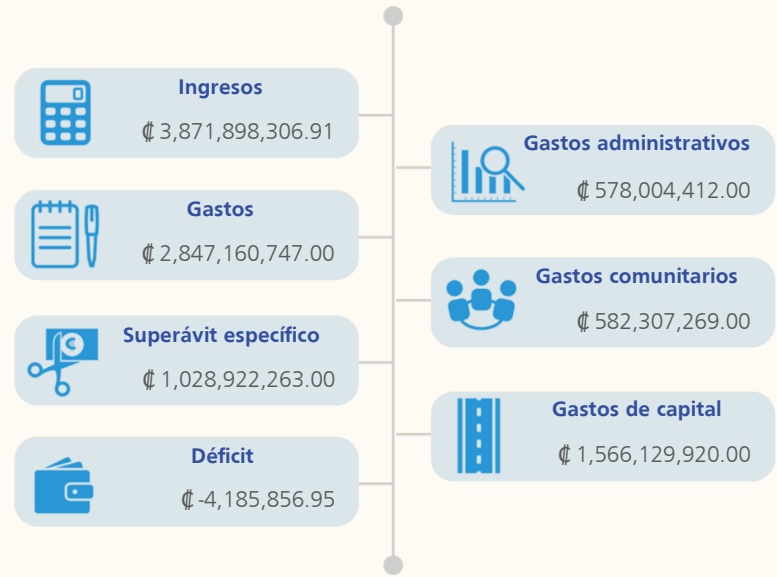 Ingresos
₡ 3,871,898,306.91
Gastos
₡ 2,847,160,747.00
Superávit específico
₡ 1,028,922,263.00
Déficit
₡ -4,185,856.95
Gastos administrativos
₡ 578,004,412.00
Gastos comunitarios
₡ 582,307,269.00
Gastos de capital
₡ 1,566,129,920.00